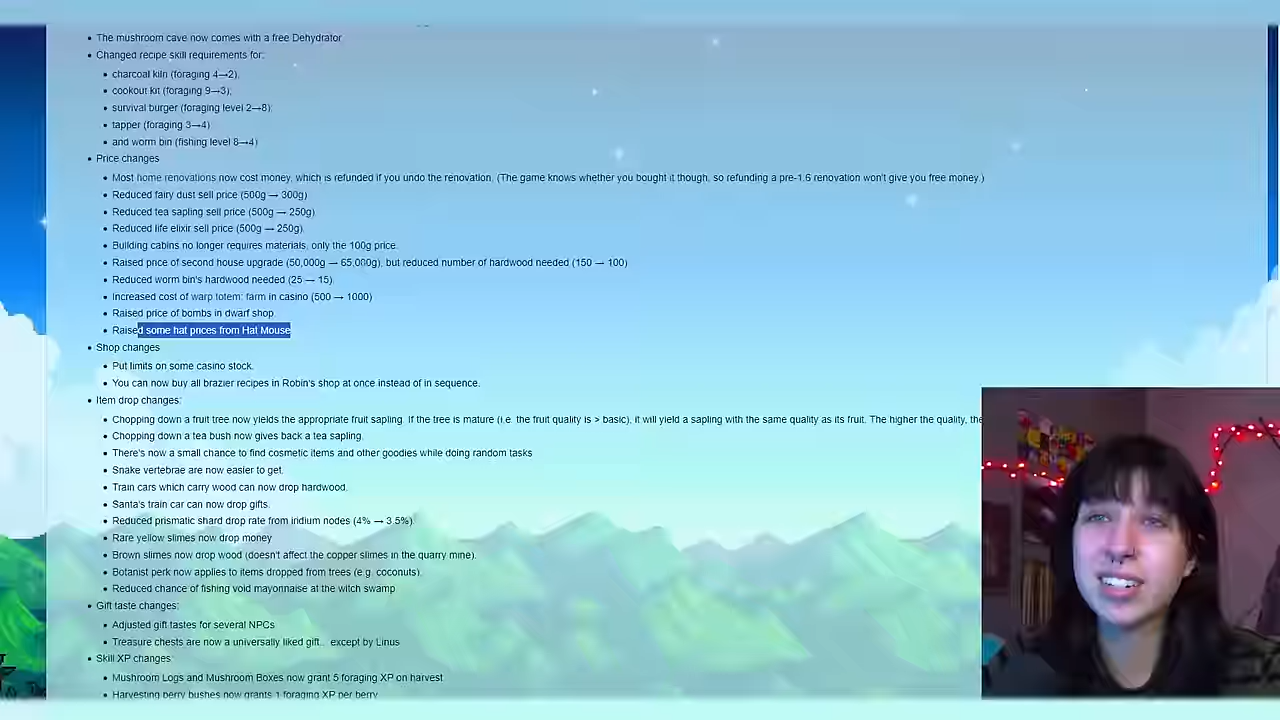 The mushroom cave now comes with a free Dehydrator
Changed recipe skill requirements for:
charcoal kiln (foraging 4→2);
cookout kit (foraging 9→3);
survival burger (foraging level 2→8);
tapper (foraging 3→4)
and worm bin (fishing level 8→4)
Price changes
Most home renovations now cost money, which is refunded if you undo the renovation. (The game knows whether you bought it though, so refunding a pre-1.6 renovation won't give you free money.)
Reduced fairy dust sell price (500g → 300g)
Reduced tea sapling sell price (500g → 250g)
Reduced life elixir sell price (500g → 250g).
Building cabins no longer requires materials, only the 100g price.
Raised price of second house upgrade (50,000g → 65,000g), but reduced number of hardwood needed (150 → 100)
Reduced worm bin's hardwood needed (25 → 15).
Increased cost of warp totem: farm in casino (500 → 1000)
Raised price of bombs in dwarf shop.
Raised some hat prices from Hat Mouse
Shop changes
Put limits on some casino stock.
You can now buy all brazier recipes in Robin's shop at once instead of in sequence.
Item drop changes:
Chopping down a fruit tree now yields the appropriate fruit sapling. If the tree is mature (i.e. the fruit quality is > basic), it will yield a sapling with the same quality as its fruit. The higher the quality, the
Chopping down a tea bush now gives back a tea sapling.
There's now a small chance to find cosmetic items and other goodies while doing random tasks
Snake vertebrae are now easier to get.
Train cars which carry wood can now drop hardwood.
Santa's train car can now drop gifts.
Reduced prismatic shard drop rate from iridium nodes (4% → 3.5%)
Rare yellow slimes now drop money
Brown slimes now drop wood (doesn't affect the copper slimes in the quarry mine).
Botanist perk now applies to items dropped from trees (e.g. coconuts).
Reduced chance of fishing void mayonnaise at the witch swamp
Gift taste changes:
Adjusted gift tastes for several NPCs
Treasure chests are now a universally liked gift... except by Linus
Skill XP changes
Mushroom Logs and Mushroom Boxes now grant 5 foraging XP on harvest
Harvesting berry bushes now grants 1 foraging XP per berry